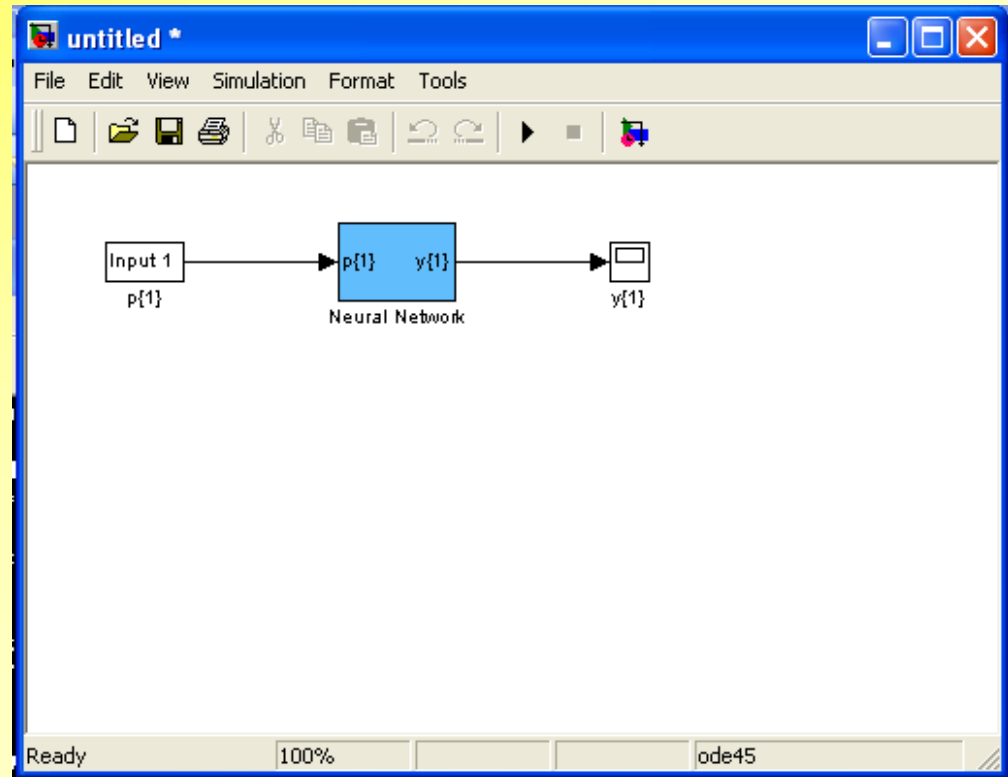 untitled *
File Edit View Simulation Format Tools
Input 1
p{1}
p{1} y{1}
Neural Network
y{1}
Ready 100% ode45